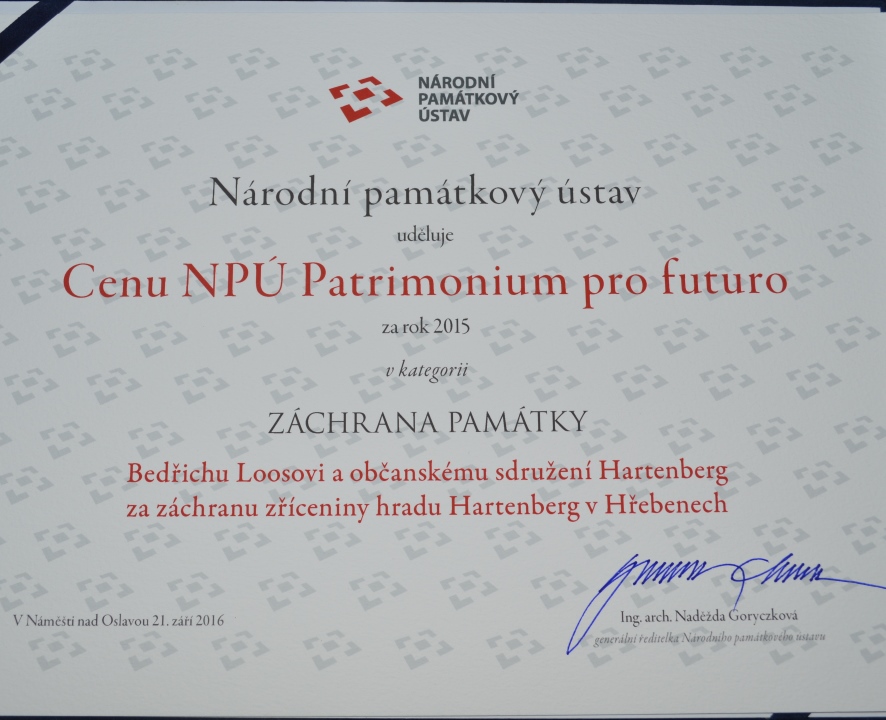 NÁRODNÍ
PAMÁTKOVÝ
ÚSTAV
Národní památkový ústav
uděluje
Cenu NPÚ Patrimonium pro futuro
za rok 2015
v kategorii
ZÁCHRANA PAMÁTKY
Bedřichu Loosovi a občanskému sdružení Hartenberg
za záchranu zříceniny hradu Hartenberg v Hřebenech
V Náměšti nad Oslavou 21. září 2016
Ing. arch. Naděžda Goryczková
generální ředitelka Národního památkového ústavu